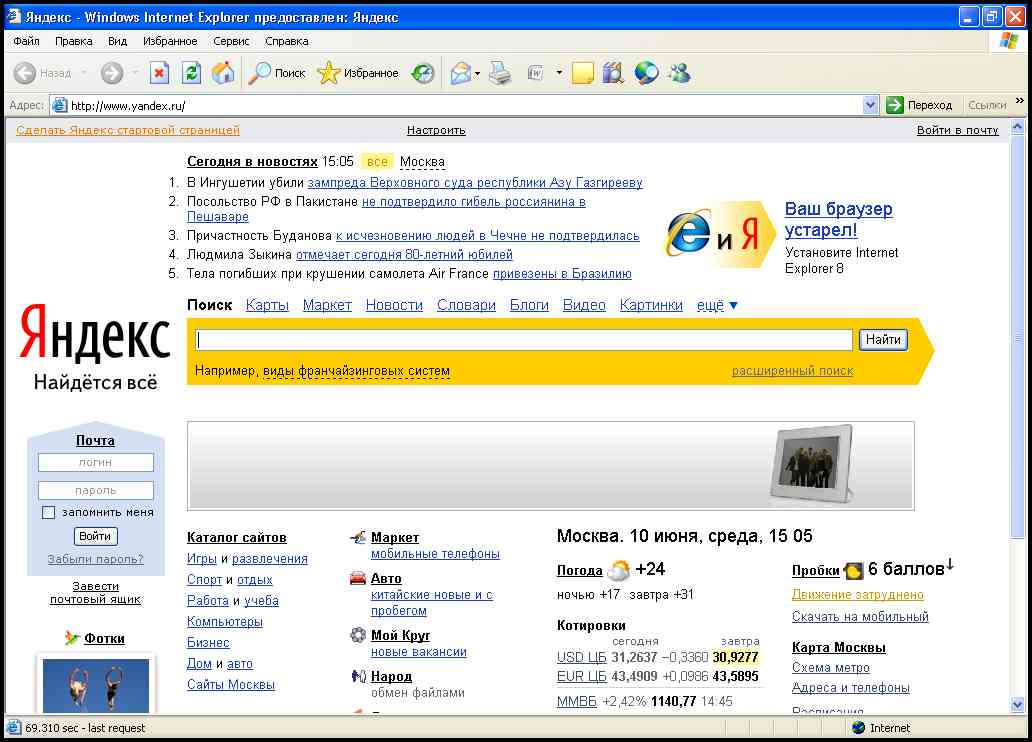 Яндекс - Windows Internet Explorer предоставлен: Яндекс
Файл Правка Вид Избранное Сервис Справка
Назад Поиск Избранное
Адрес: http://www.yandex.ru/ Переход Ссылки »
Сделать Яндекс стартовой страницей Настроить Войти в почту
Сегодня в новостях 15:05 все Москва
1. В Ингушетии убили зампреда Верховного суда республики Азу Газгирееву
2. Посольство РФ в Пакистане не подтвердило гибель россиянина в
Пешаваре
3. Причастность Буданова к исчезновению людей в Чечне не подтвердилась
4. Людмила Зыкина отмечает сегодня 80-летний юбилей
5. Тела погибших при крушении самолета Air France привезены в Бразилию
и Я
Ваш браузер
устарел!
Установите Internet
Explorer 8
Яндекс
Найдётся всё
Поиск Карты Маркет Новости Словари Блоги Видео Картинки ещё ▼
Найти
Например, виды франчайзинговых систем расширенный поиск
Почта
логин
пароль
запомнить меня
Войти
Забыли пароль?
Завести
почтовый ящик
Фотки
Каталог сайтов
Игры и развлечения
Спорт и отдых
Работа и учеба
Компьютеры
Бизнес
Дом и авто
Сайты Москвы
Маркет
мобильные телефоны
Авто
китайские новые и с
пробегом
Мой Круг
новые вакансии
Народ
обмен файлами
Москва. 10 июня, среда, 15 05
Погода +24
ночью +17 завтра +31
Котировки
сегодня завтра
USD ЦБ 31,2637 −0,3360 30,9277
EUR ЦБ 43,4909 +0,0986 43,5895
ММВБ +2,42% 1140,77 14:45
Пробки 6 баллов↓
Движение затруднено
Скачать на мобильный
Карта Москвы
Схема метро
Адреса и телефоны
Расписания
69.310 sec - last request Internet